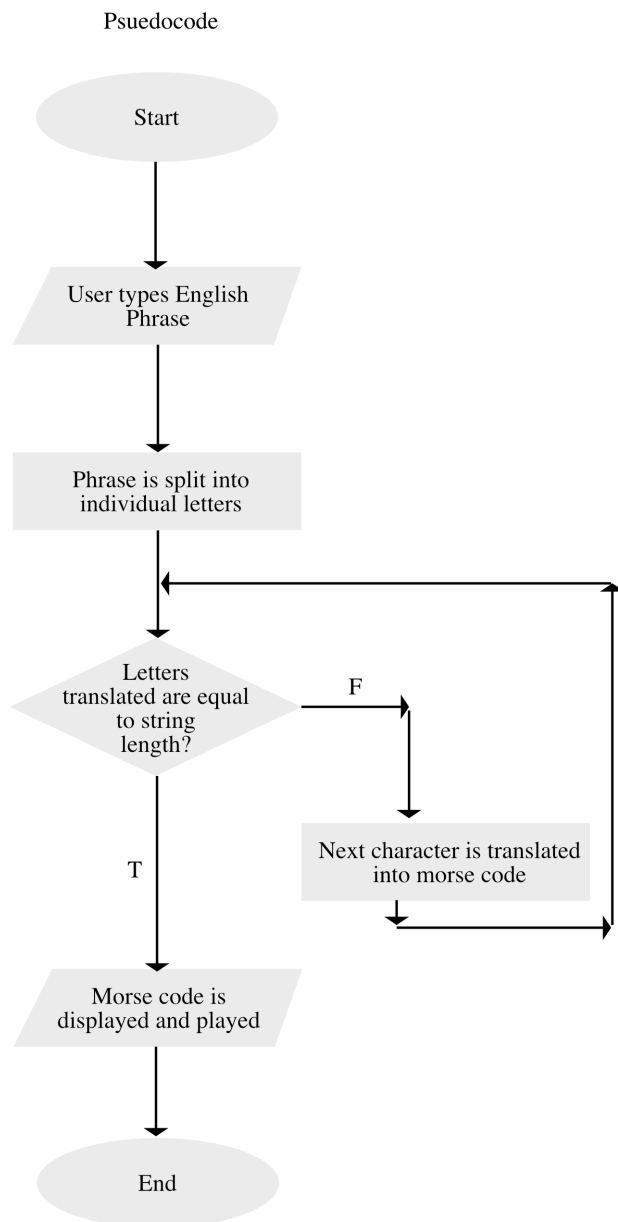 Psuedocode
Start
User types English
Phrase
Phrase is split into
individual letters
Letters
translated are equal
to string
length?
F
Next character is translated
into morse code
T
Morse code is
displayed and played
End